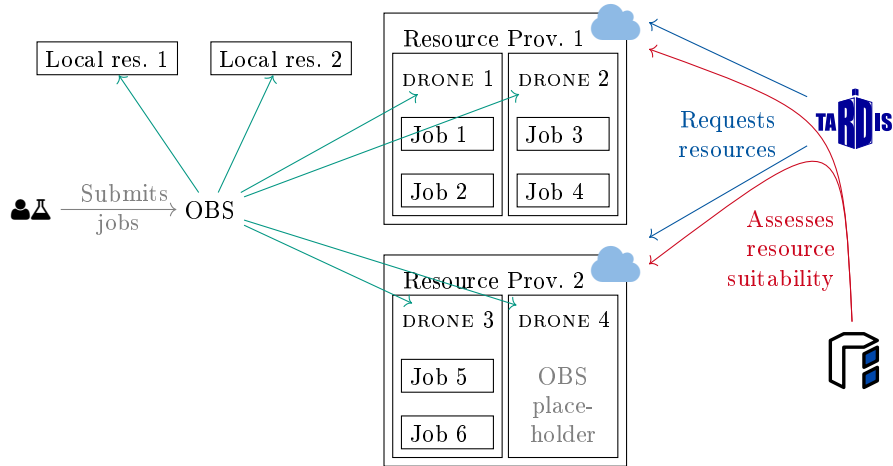 Local res. 1
Local res. 2
Submits
jobs
OBS
Resource Prov. 1
DRONE 1
Job 1
Job 2
DRONE 2
Job 3
Job 4
Resource Prov. 2
DRONE 3
Job 5
Job 6
DRONE 4
OBS
place-
holder
Requests
resources
TARDIS
Assesses
resource
suitability